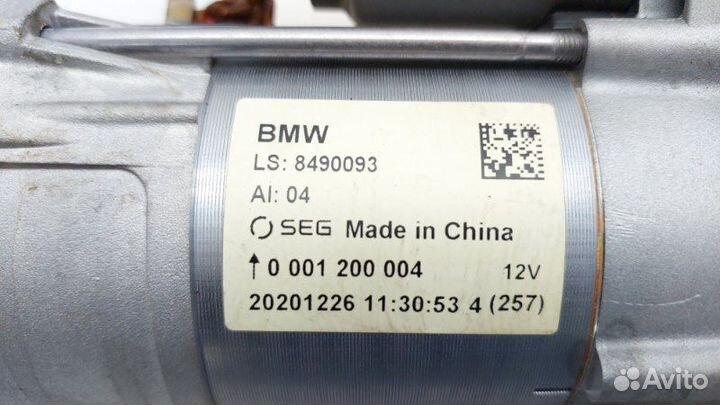 BMW
LS: 8490093
AI: 04
SEG Made in China
↑ 0 001 200 004 12V
20201226 11:30:53 4 (257)
Avito